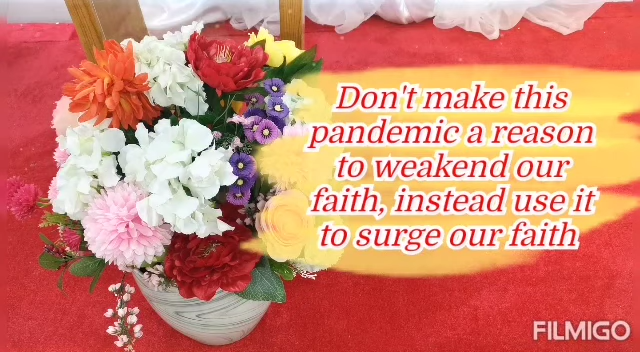 Don't make this
pandemic a reason
to weakend our
faith, instead use it
to surge our faith
FILMIGO